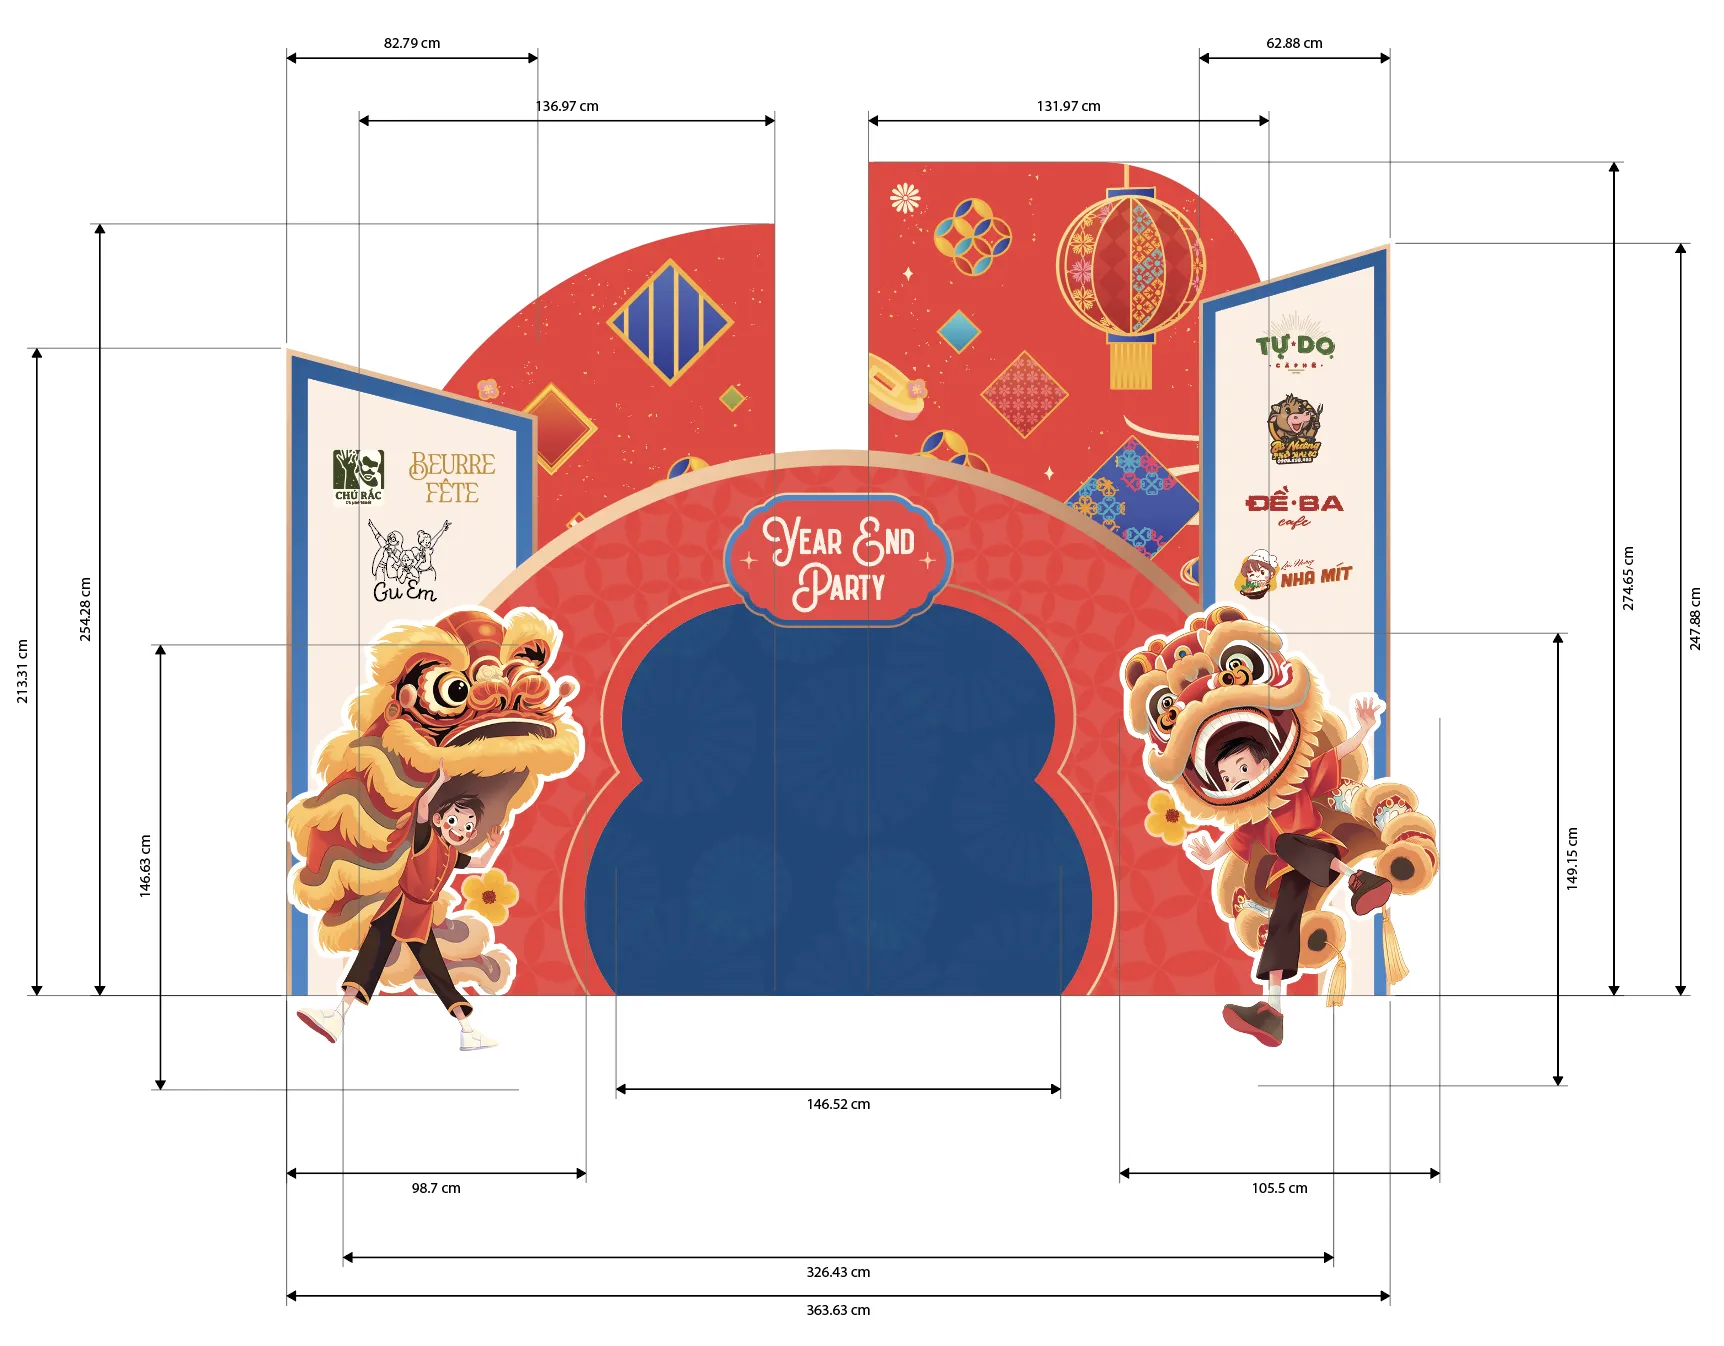 82.79 cm
62.88 cm
136.97 cm
131.97 cm
TỰ DO
CÀ PHÊ
Bò Nướng
ĐỀ BA
cafe
NHÀ MÍT
CHÚ RÁC
BEURRE
FÊTE
Gu Em
YEAR END
PARTY
213.31 cm
254.28 cm
146.63 cm
274.65 cm
247.88 cm
149.15 cm
146.52 cm
98.7 cm
105.5 cm
326.43 cm
363.63 cm